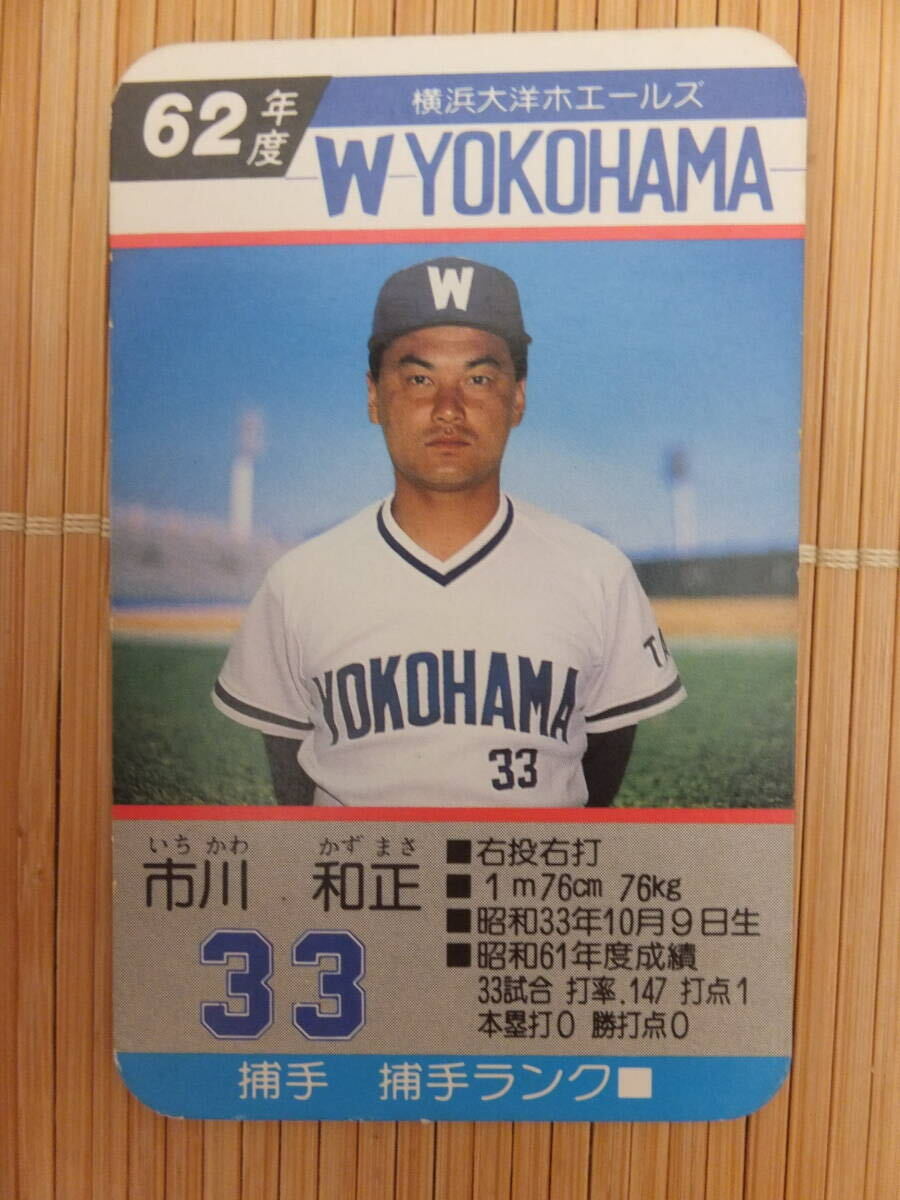 62年度
横浜大洋ホエールズ
W YOKOHAMA
W
TA
YOKOHAMA
33
いち かわ かず まさ
市川 和正
33
■右投右打
■1m76cm 76kg
■昭和33年10月9日生
■昭和61年度成績
33試合 打率.147 打点1
本塁打0 勝打点0
捕手 捕手ランク■